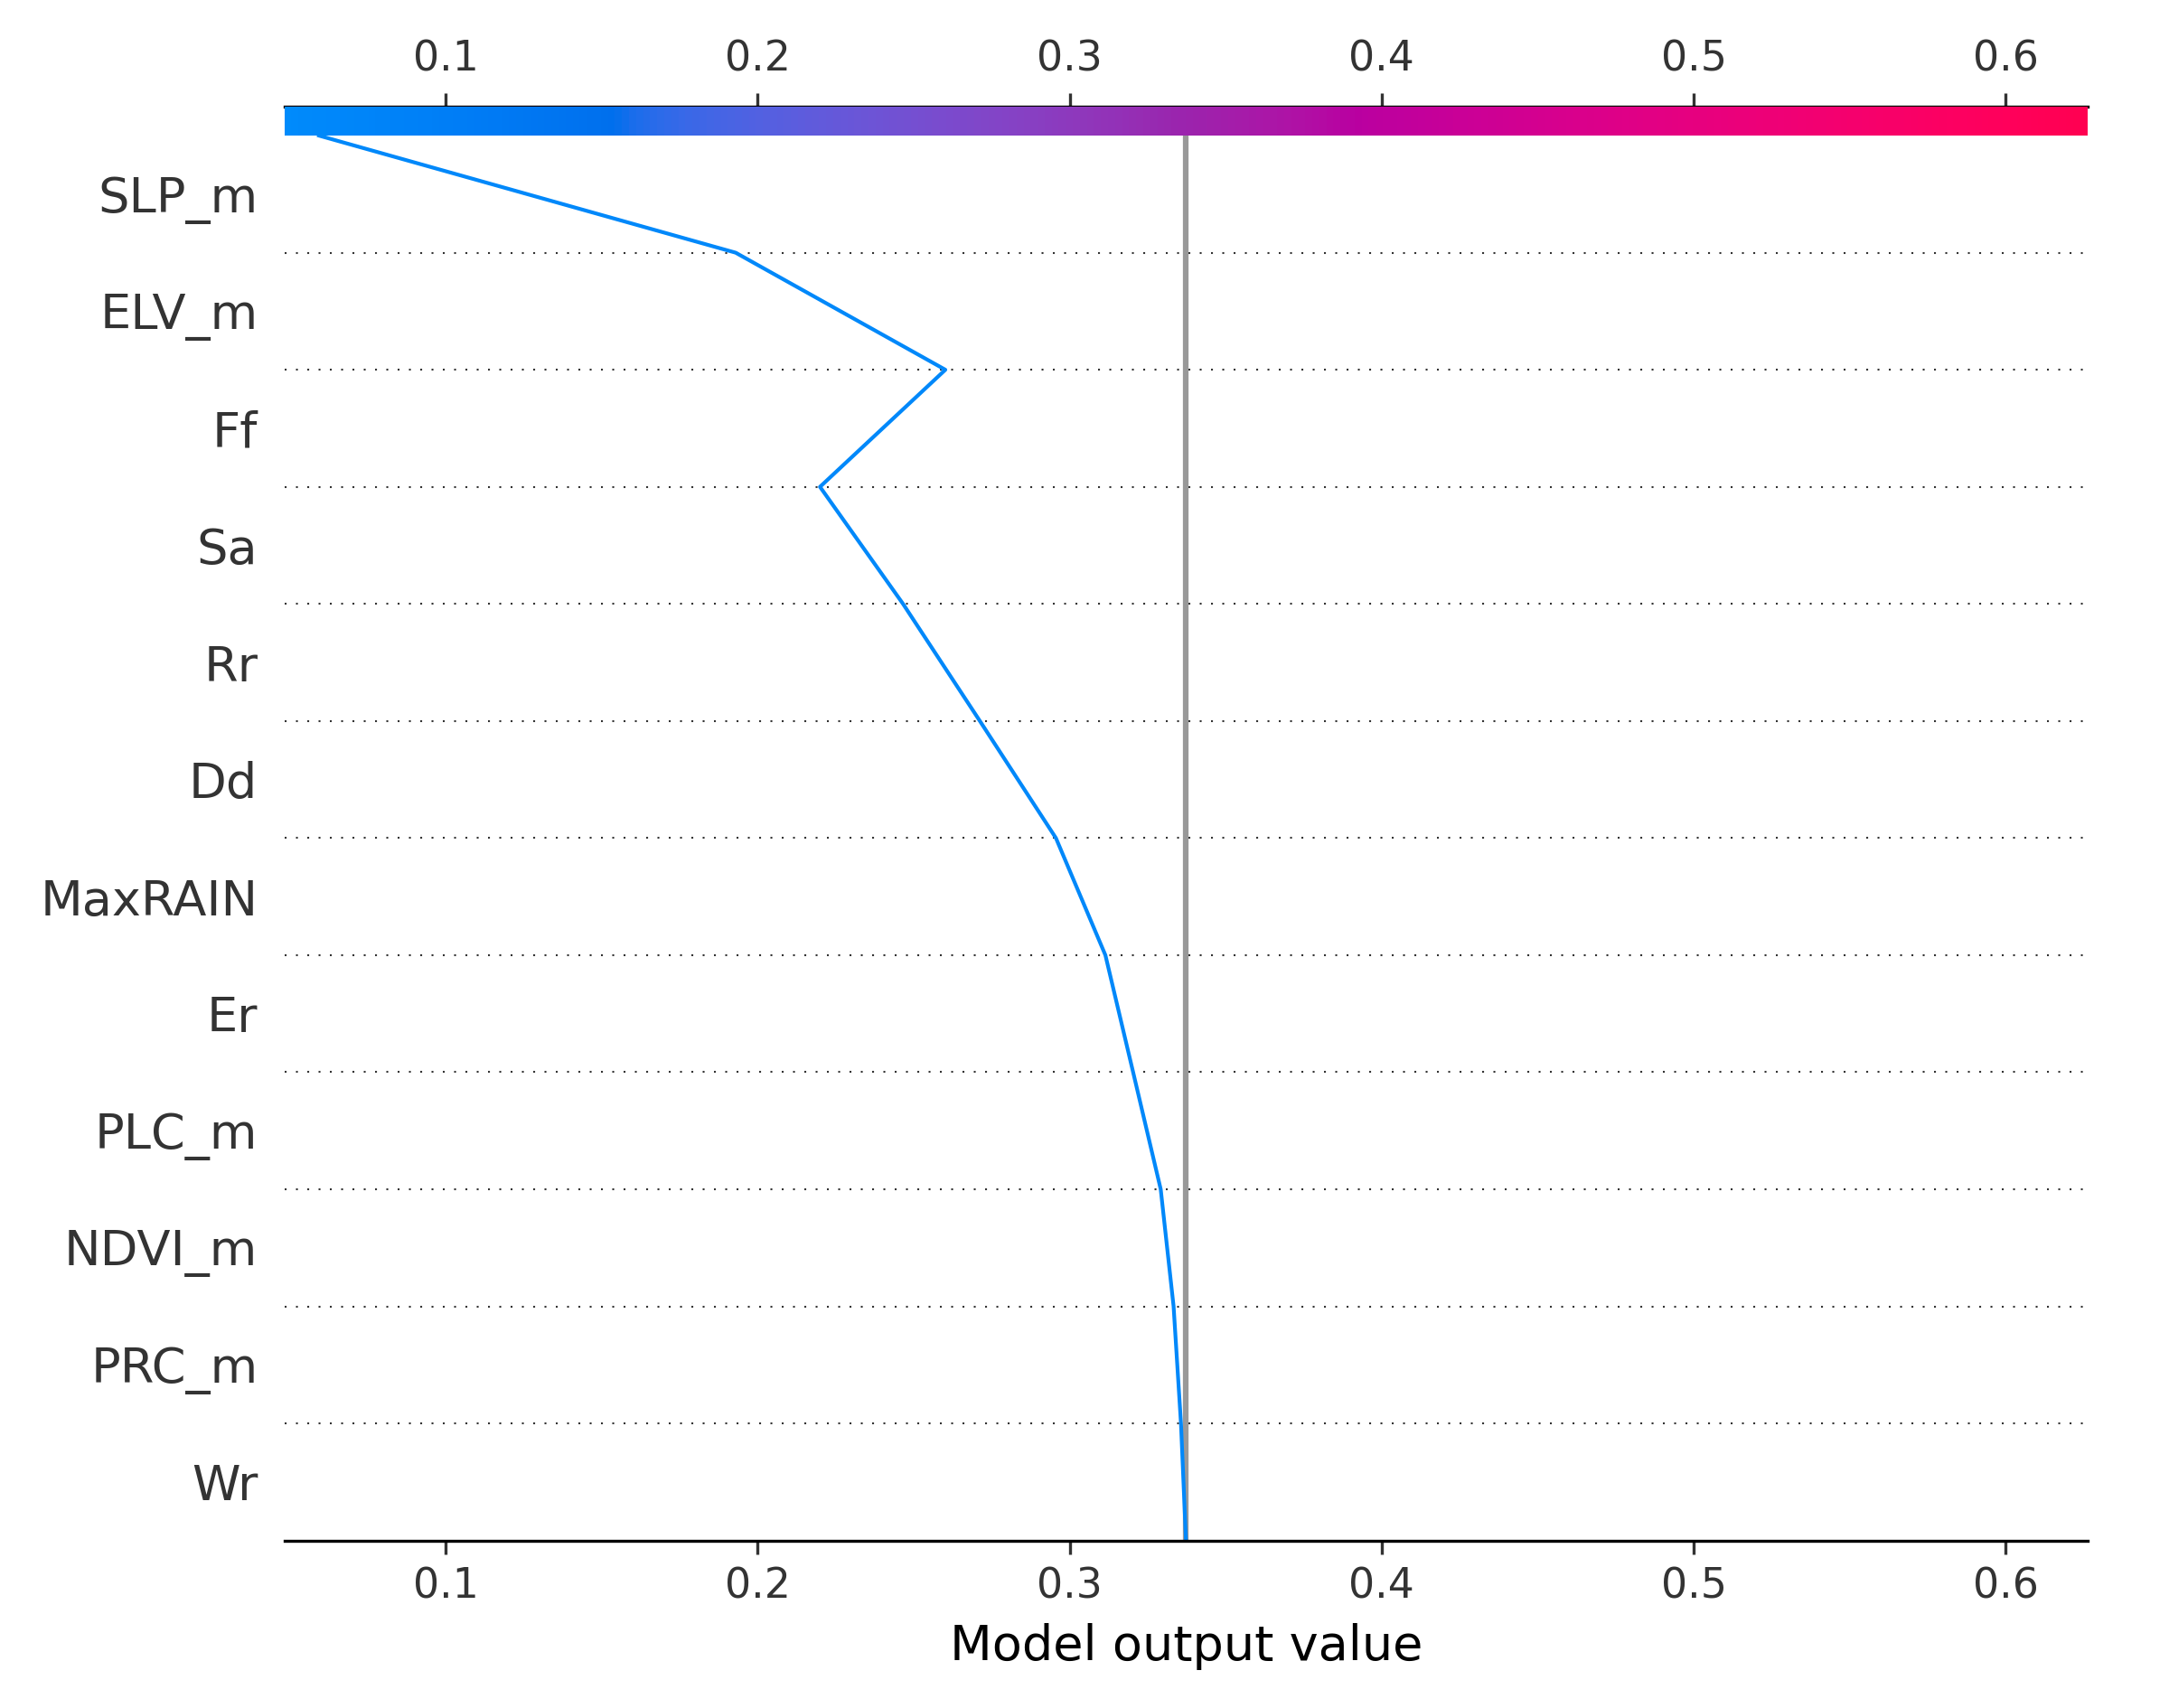 0.1 0.2 0.3 0.4 0.5 0.6
SLP_m
ELV_m
Ff
Sa
Rr
Dd
MaxRAIN
Er
PLC_m
NDVI_m
PRC_m
Wr
0.1 0.2 0.3 0.4 0.5 0.6
Model output value